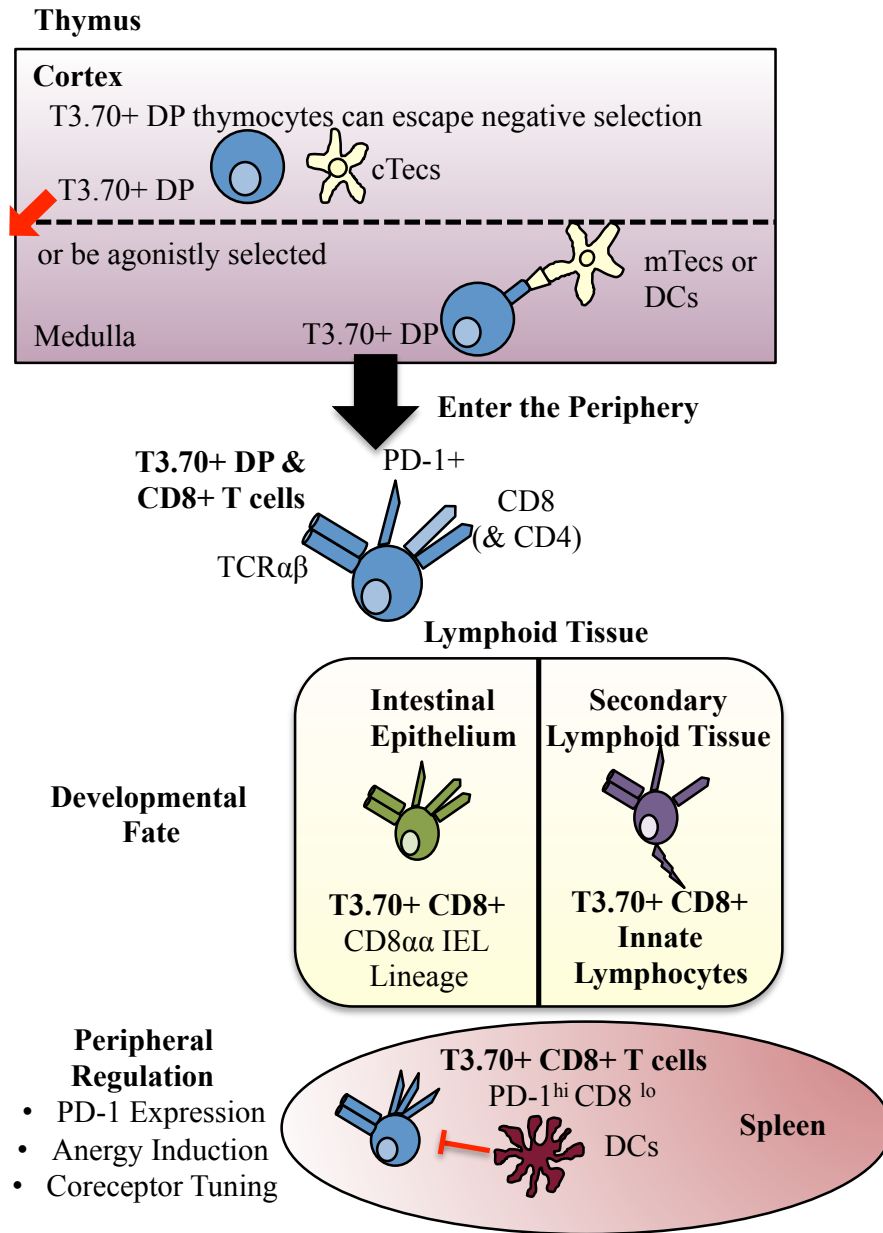 Thymus
Cortex
T3.70+ DP thymocytes can escape negative selection
cTecs
T3.70+ DP
or be agonistly selected
mTecs or
DCs
Medulla
T3.70+ DP
Enter the Periphery
T3.70+ DP &
CD8+ T cells
PD-1+
CD8
(& CD4)
TCRαβ
Lymphoid Tissue
Intestinal
Epithelium
Secondary
Lymphoid Tissue
Developmental
Fate
T3.70+ CD8+
CD8αα IEL
Lineage
T3.70+ CD8+
Innate
Lymphocytes
Peripheral
Regulation
• PD-1 Expression
• Anergy Induction
• Coreceptor Tuning
T3.70+ CD8+ T cells
PD-1hi CD8 lo
DCs
Spleen